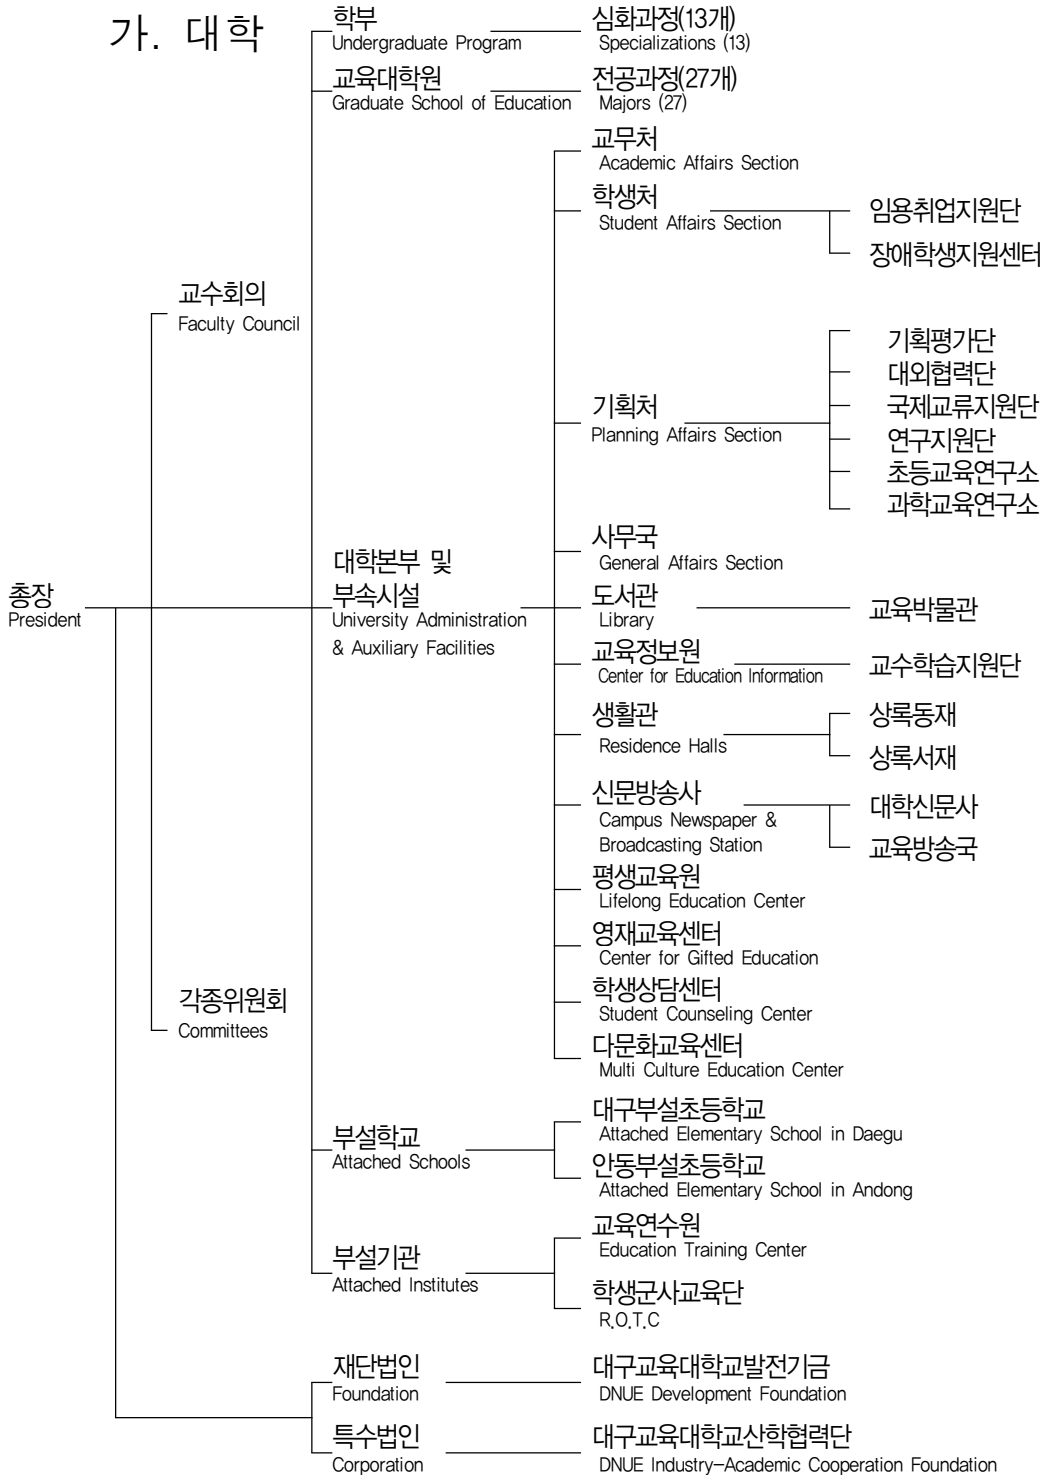 가. 대학
총장
President
교수회의
Faculty Council
각종위원회
Committees
학부
Undergraduate Program
심화과정(13개)
Specializations (13)
교육대학원
Graduate School of Education
전공과정(27개)
Majors (27)
대학본부 및
부속시설
University Administration
& Auxiliary Facilities
교무처
Academic Affairs Section
학생처
Student Affairs Section
임용취업지원단
장애학생지원센터
기획처
Planning Affairs Section
기획평가단
대외협력단
국제교류지원단
연구지원단
초등교육연구소
과학교육연구소
사무국
General Affairs Section
도서관
Library
교육박물관
교육정보원
Center for Education Information
교수학습지원단
생활관
Residence Halls
상록동재
상록서재
신문방송사
Campus Newspaper &
Broadcasting Station
대학신문사
교육방송국
평생교육원
Lifelong Education Center
영재교육센터
Center for Gifted Education
학생상담센터
Student Counseling Center
다문화교육센터
Multi Culture Education Center
부설학교
Attached Schools
대구부설초등학교
Attached Elementary School in Daegu
안동부설초등학교
Attached Elementary School in Andong
부설기관
Attached Institutes
교육연수원
Education Training Center
학생군사교육단
R.O.T.C
재단법인
Foundation
대구교육대학교발전기금
DNUE Development Foundation
특수법인
Corporation
대구교육대학교산학협력단
DNUE Industry-Academic Cooperation Foundation